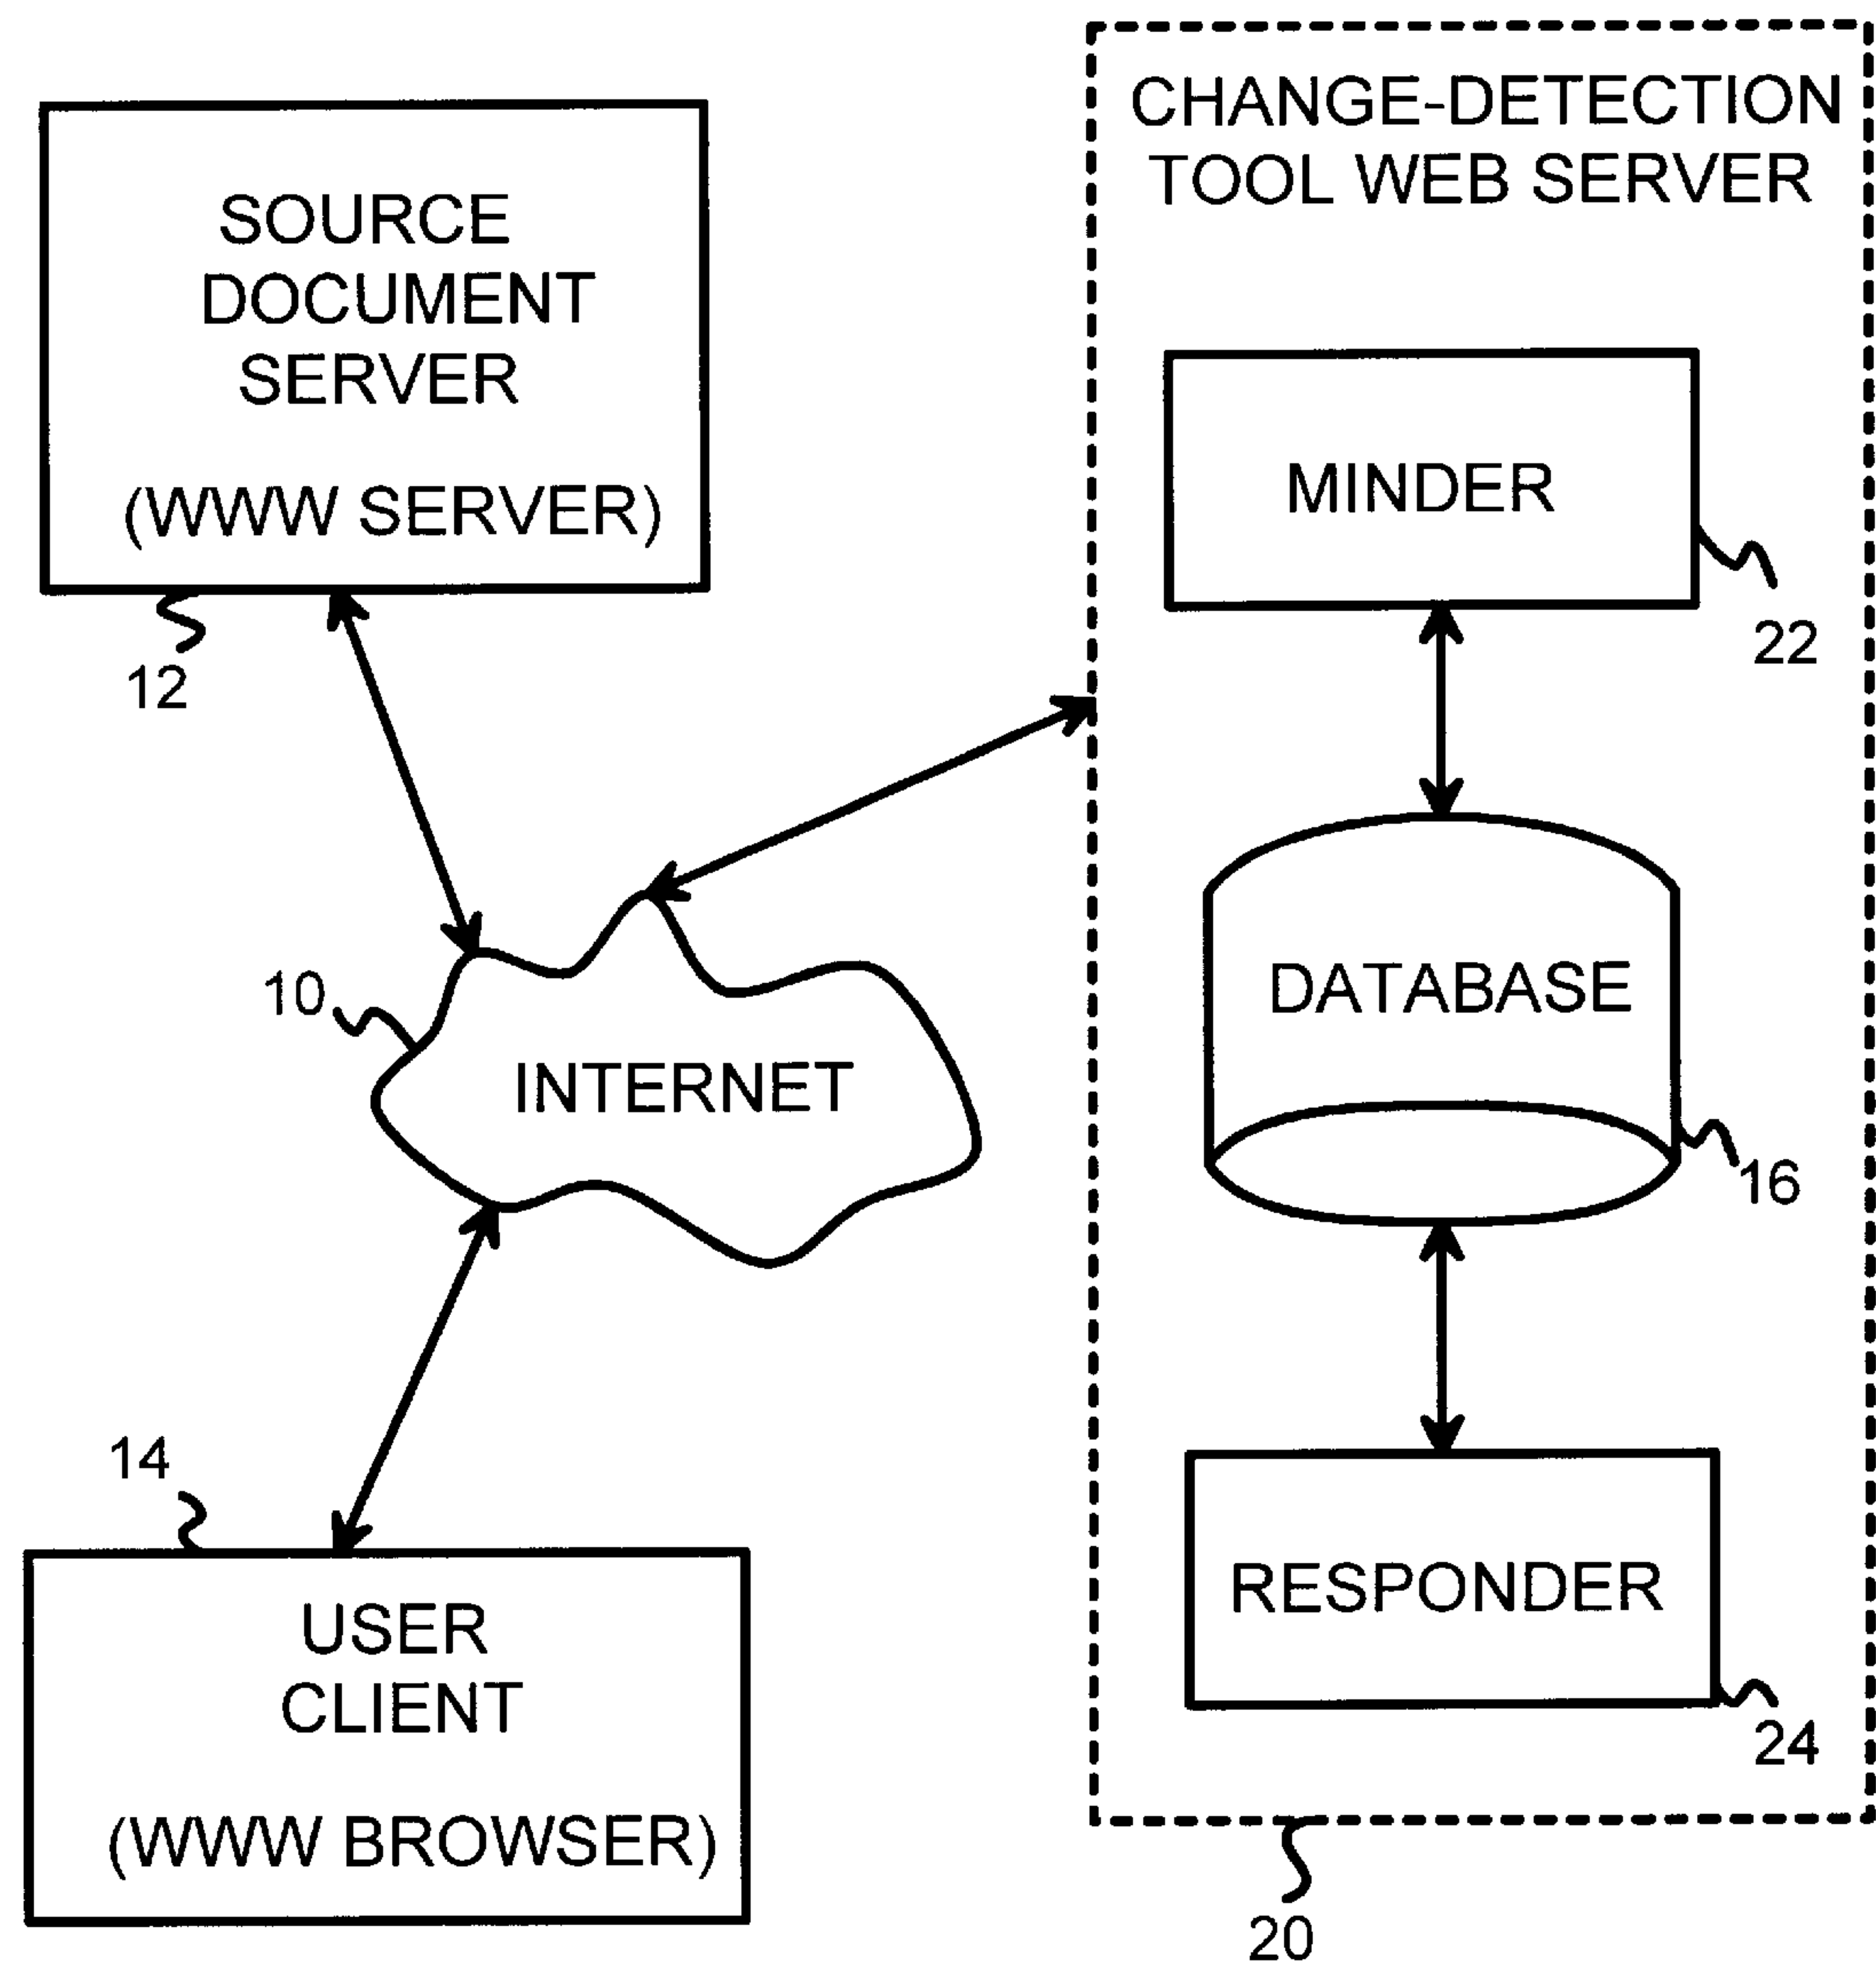 SOURCE
DOCUMENT
SERVER
(WWW SERVER)
12
CHANGE-DETECTION
TOOL WEB SERVER
MINDER
22
10
INTERNET
DATABASE
16
14
USER
CLIENT
(WWW BROWSER)
RESPONDER
24
20